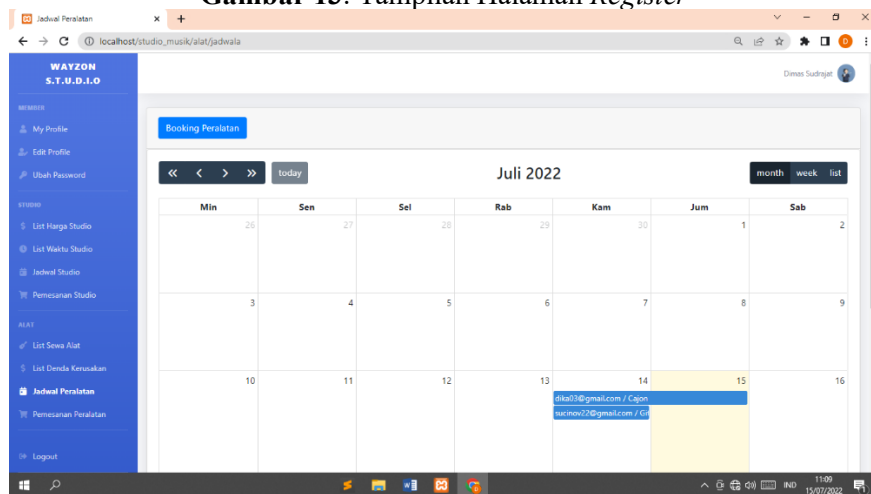 Gambar 13. Tampilan Halaman Register
Jadwal Peralatan
localhost/studio_musik/alat/jadwala
WAYZON
S.T.U.D.I.O
Dimas Sudrajat
MEMBER
My Profile
Edit Profile
Ubah Password
STUDIO
List Harga Studio
List Waktu Studio
Jadwal Studio
Pemesanan Studio
ALAT
List Sewa Alat
List Denda Kerusakan
Jadwal Peralatan
Pemesanan Peralatan
Logout
Booking Peralatan
today
Juli 2022
month week list
Min Sen Sel Rab Kam Jum Sab
26 27 28 29 30 1 2
3 4 5 6 7 8 9
10 11 12 13 14 15 16
dika03@gmail.com / Cajon
sucinov22@gmail.com / Git
IND
11:09
15/07/2022